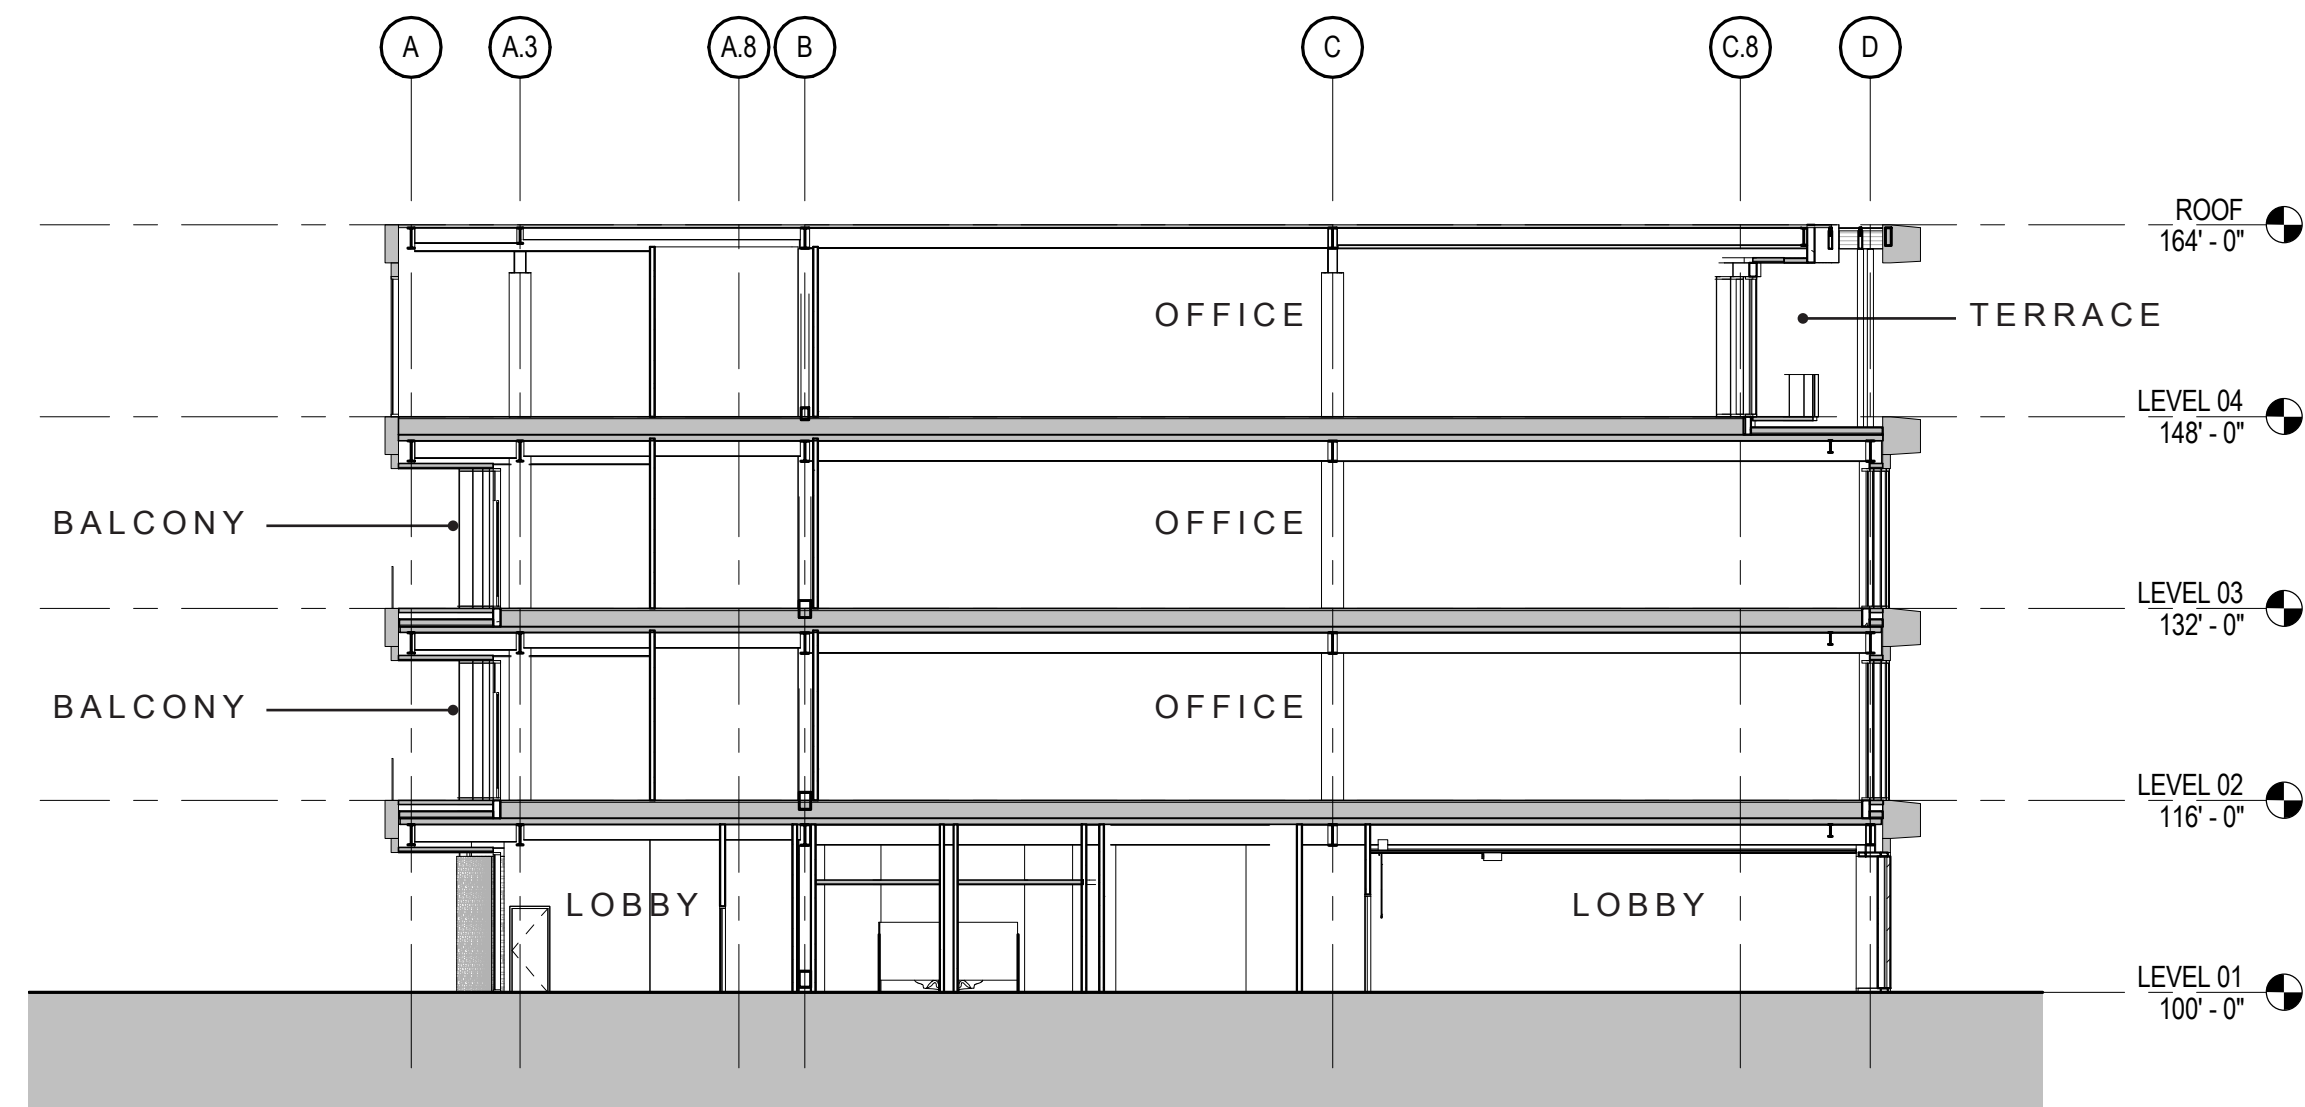 A A.3 A.8 B C C.8 D
ROOF
164' - 0"
OFFICE
TERRACE
LEVEL 04
148' - 0"
BALCONY
OFFICE
LEVEL 03
132' - 0"
BALCONY
OFFICE
LEVEL 02
116' - 0"
LOBBY
LOBBY
LEVEL 01
100' - 0"